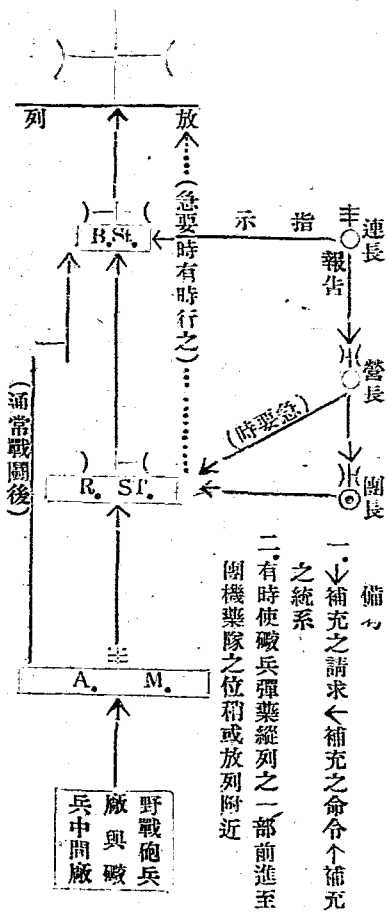 連長
報告
營長
團長
指示
(急要時)
放
列
B.St.
(急要時有時行之)
(通常戰鬭後)
R. ST.
A. M.
野戰砲兵
廠與礮
兵中間廠
備
一.↓補充之請求←補充之命令个補充
之統系
二.有時使礮兵彈藥縱列之一部前進至
團機藥隊之位稍或放列附近